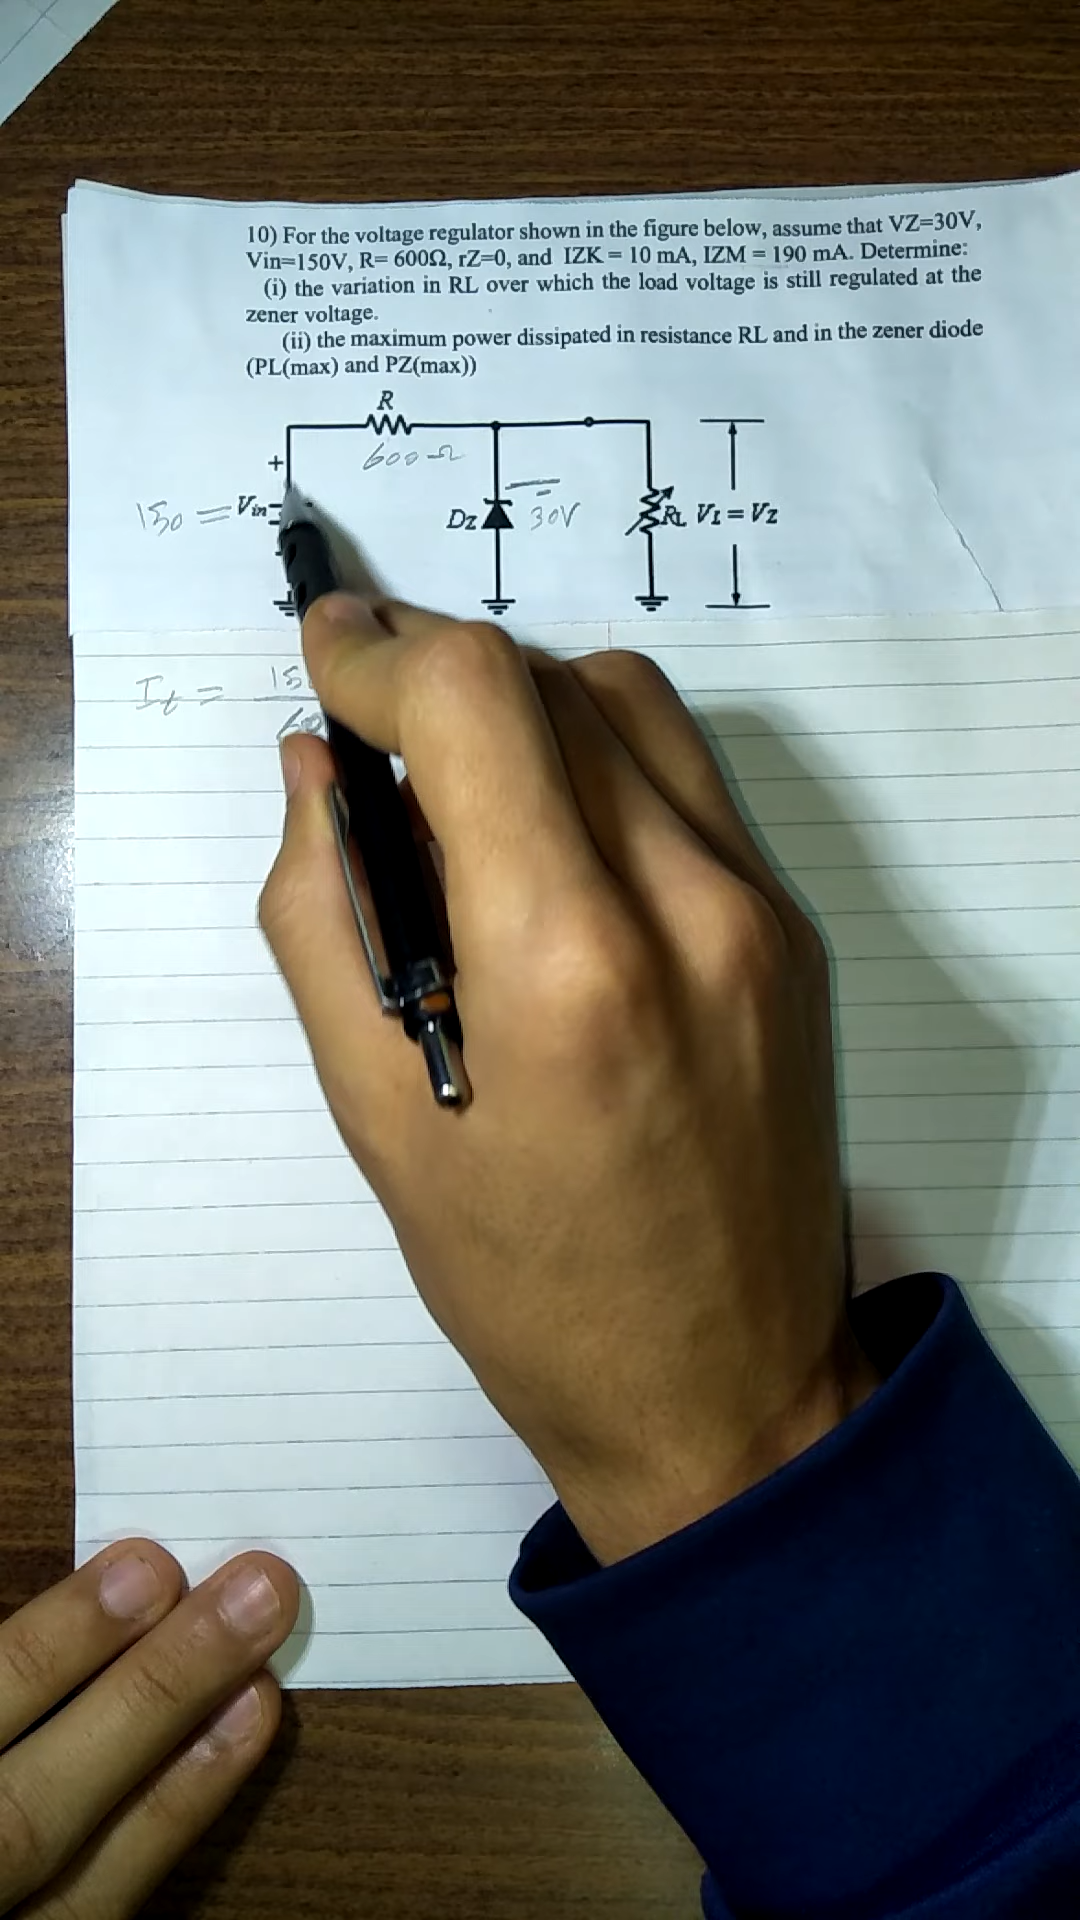 10) For the voltage regulator shown in the figure below, assume that VZ=30V,
Vin=150V, R= 600Ω, rZ=0, and IZK = 10 mA, IZM = 190 mA. Determine:
(i) the variation in RL over which the load voltage is still regulated at the
zener voltage.
(ii) the maximum power dissipated in resistance RL and in the zener diode
(PL(max) and PZ(max))
R
600Ω
+
150 = Vin
Dz
30V
RL
VL = VZ
It =